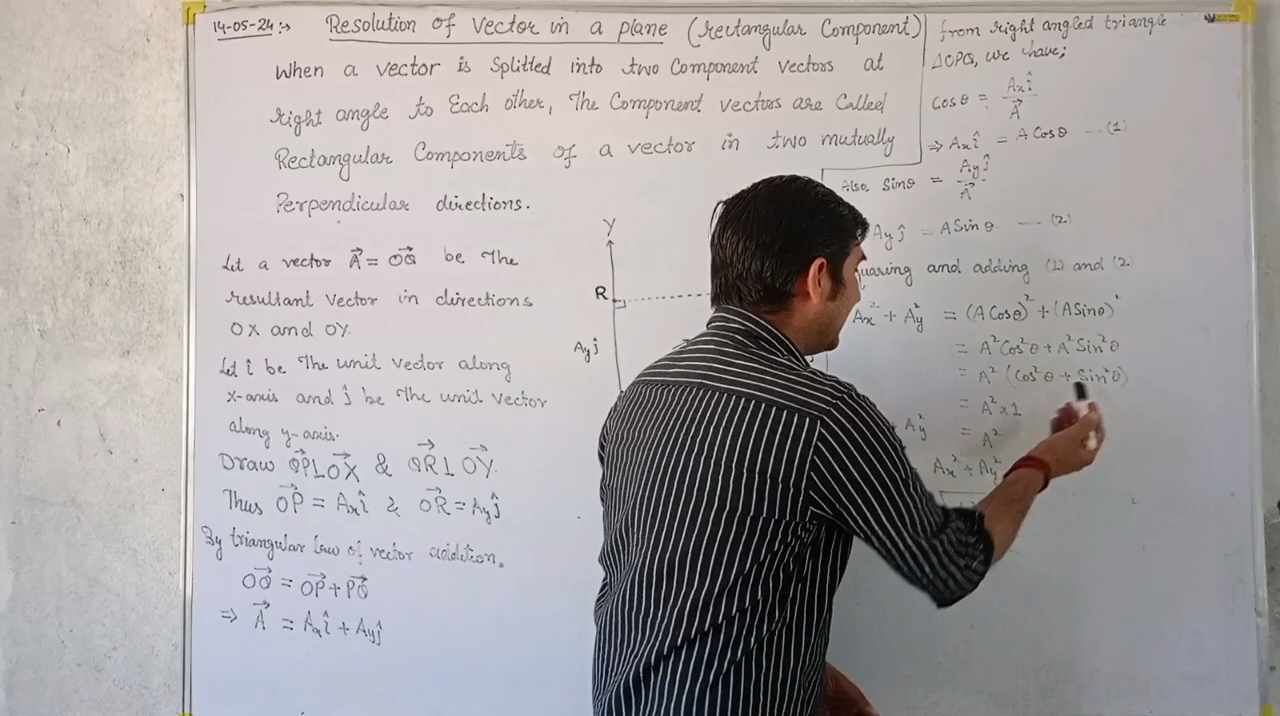 14-05-24:→ Resolution of Vector in a plane (Rectangular Component)
When a vector is Splitted into two Component vectors at
right angle to Each other, The Component vectors are Called
Rectangular Components of a vector in two mutually
Perpendicular directions.
Let a vector A⃗ = OQ⃗ be The
resultant vector in directions
OX and OY.
Let î be The unit vector along
x-axis and ĵ be The unit vector
along y-axis.
Draw QP⃗ ⊥ OX⃗ & QR⃗ ⊥ OY⃗.
Thus OP⃗ = Axî & OR⃗ = Ayĵ
By triangular law of vector addition.
OQ⃗ = OP⃗ + PQ⃗
⇒ A⃗ = Axî + Ayĵ
Y
R
Ayĵ
from right angled triangle
ΔOPQ, we have;
Cosθ = Axî / A⃗
⇒ Axî = A Cosθ — (1)
Also, Sinθ = Ayĵ / A⃗
Ayĵ = A Sinθ — (2)
and adding (1) and (2)
Ax² + Ay² = (A Cosθ)² + (A Sinθ)²
= A² Cos²θ + A² Sin²θ
= A² (Cos²θ + Sin²θ)
= A² × 1
+ Ay² = A²
Ax² + Ay²